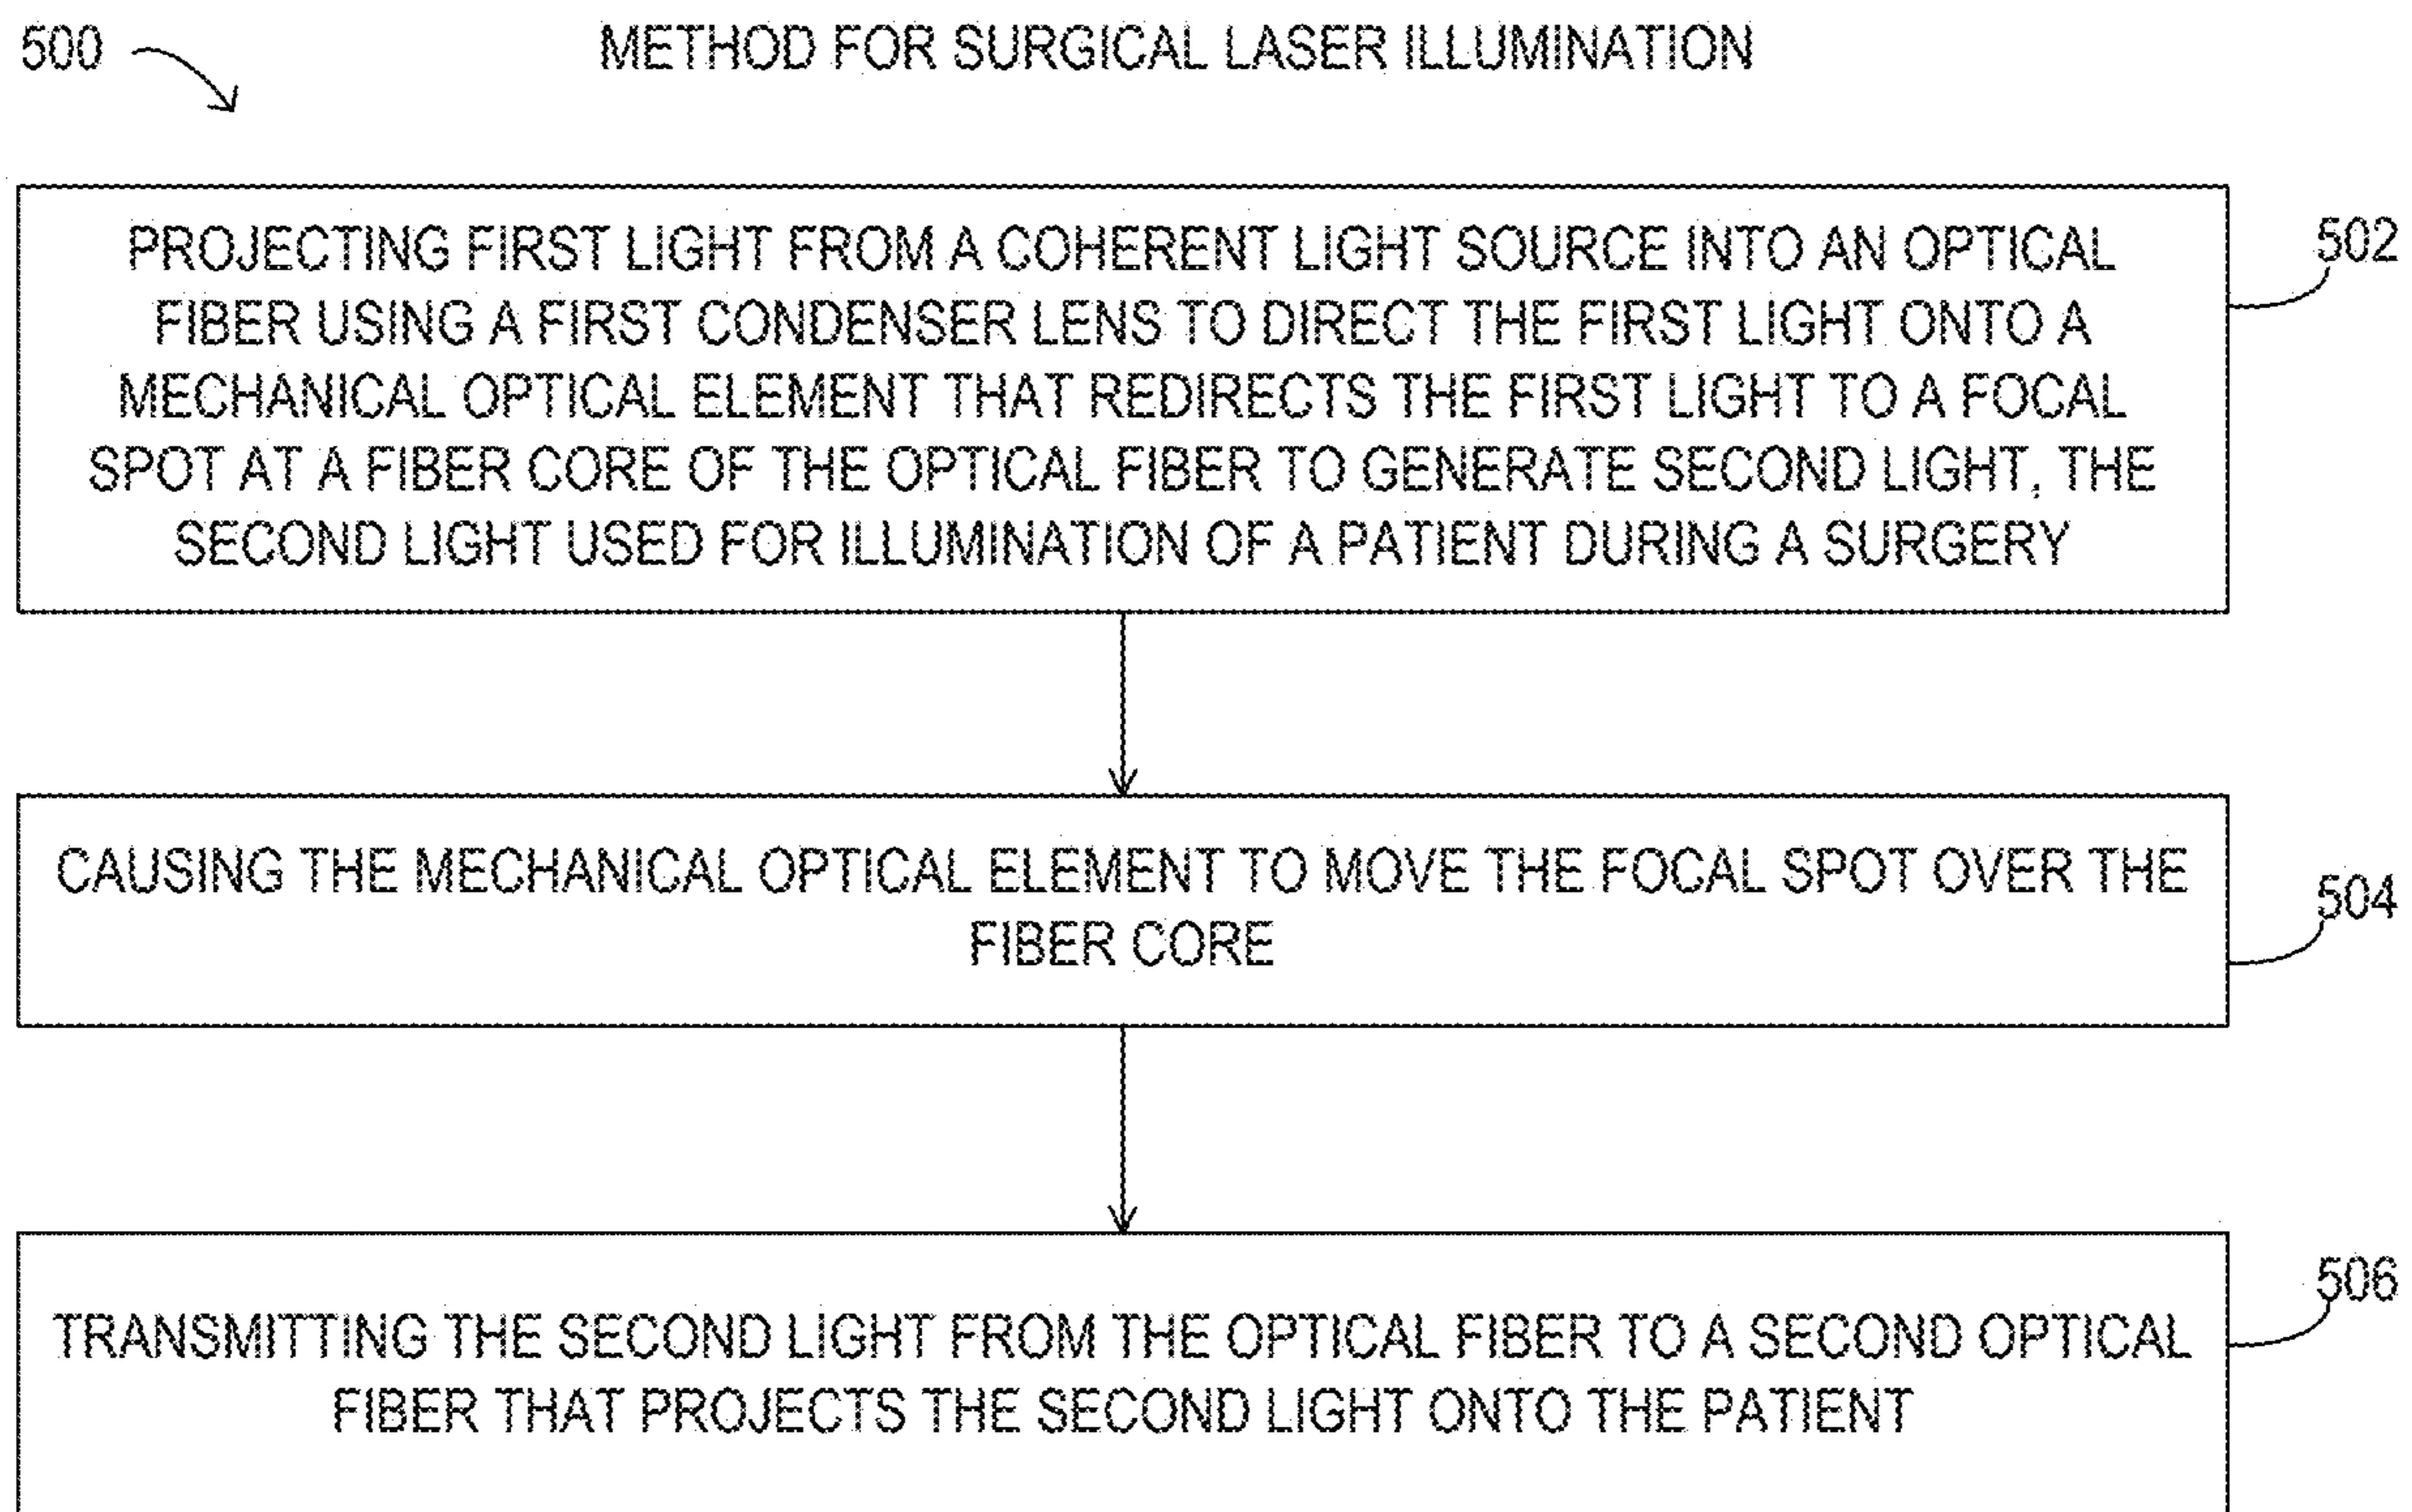 500
METHOD FOR SURGICAL LASER ILLUMINATION
PROJECTING FIRST LIGHT FROM A COHERENT LIGHT SOURCE INTO AN OPTICAL
502
FIBER USING A FIRST CONDENSER LENS TO DIRECT THE FIRST LIGHT ONTO A
MECHANICAL OPTICAL ELEMENT THAT REDIRECTS THE FIRST LIGHT TO A FOCAL
SPOT AT A FIBER CORE OF THE OPTICAL FIBER TO GENERATE SECOND LIGHT, THE
SECOND LIGHT USED FOR ILLUMINATION OF A PATIENT DURING A SURGERY
CAUSING THE MECHANICAL OPTICAL ELEMENT TO MOVE THE FOCAL SPOT OVER THE
504
FIBER CORE
506
TRANSMITTING THE SECOND LIGHT FROM THE OPTICAL FIBER TO A SECOND OPTICAL
FIBER THAT PROJECTS THE SECOND LIGHT ONTO THE PATIENT